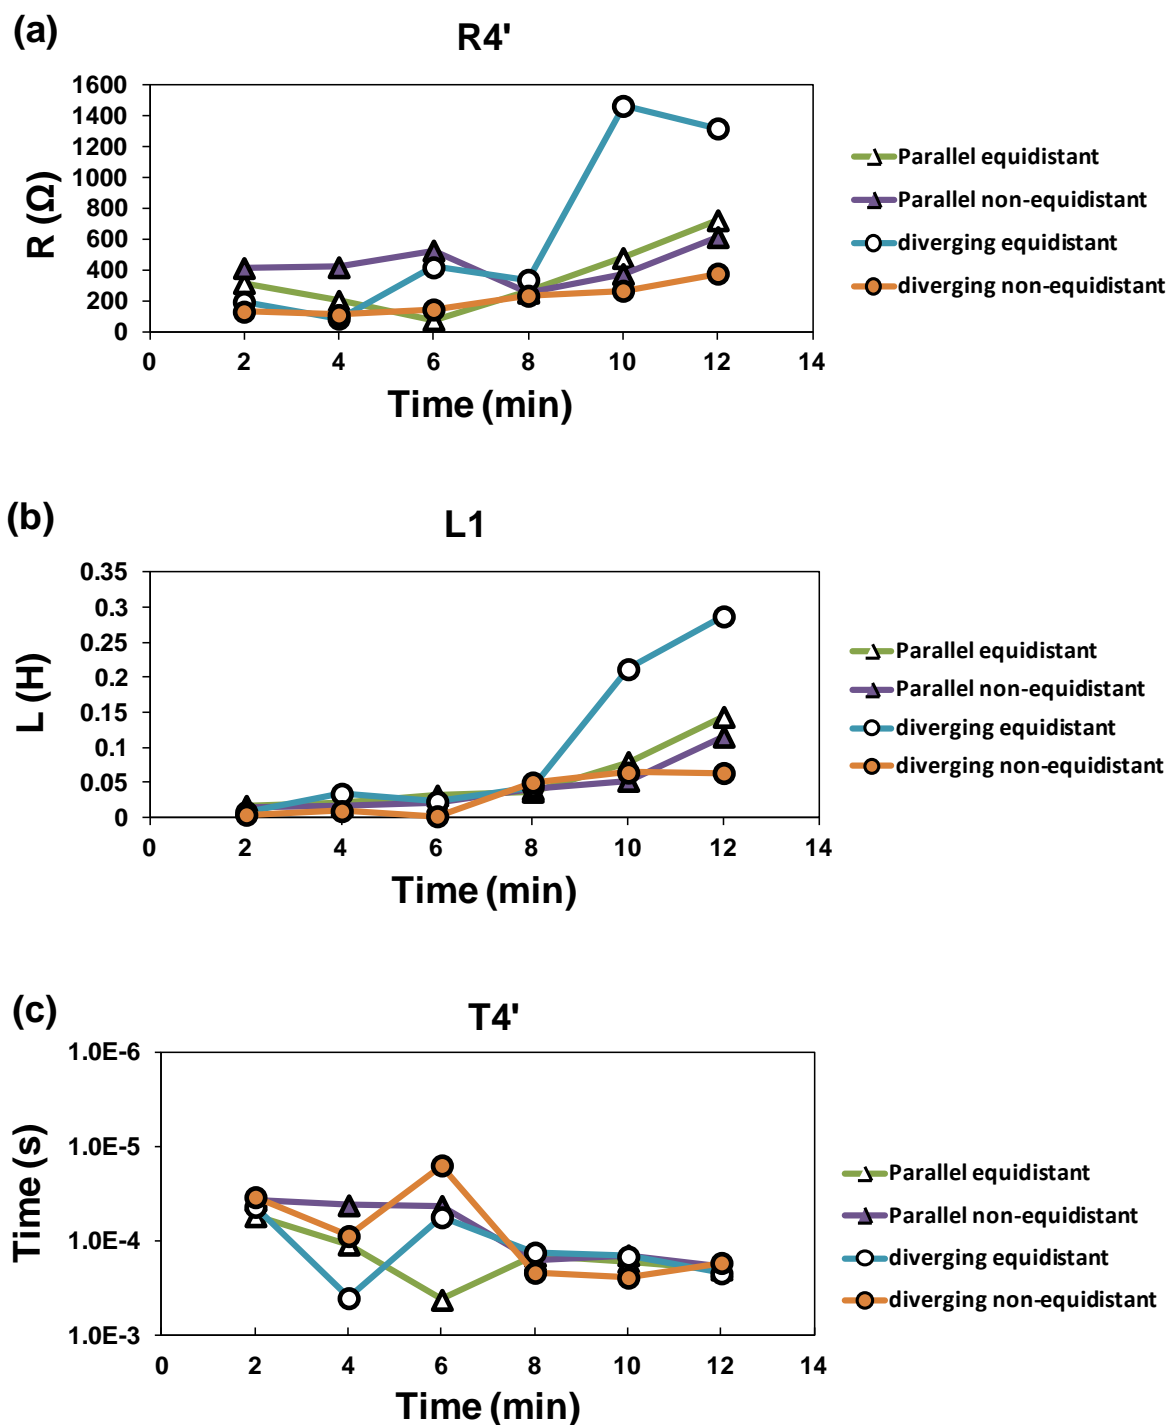 (a)
R4'
1600
1400
1200
1000
800
600
400
200
0
R (Ω)
0 2 4 6 8 10 12 14
Time (min)
Parallel equidistant
Parallel non-equidistant
diverging equidistant
diverging non-equidistant
(b)
L1
0.35
0.3
0.25
0.2
0.15
0.1
0.05
0
L (H)
0 2 4 6 8 10 12 14
Time (min)
Parallel equidistant
Parallel non-equidistant
diverging equidistant
diverging non-equidistant
(c)
T4'
1.0E-6
1.0E-5
1.0E-4
1.0E-3
Time (s)
0 2 4 6 8 10 12 14
Time (min)
Parallel equidistant
Parallel non-equidistant
diverging equidistant
diverging non-equidistant